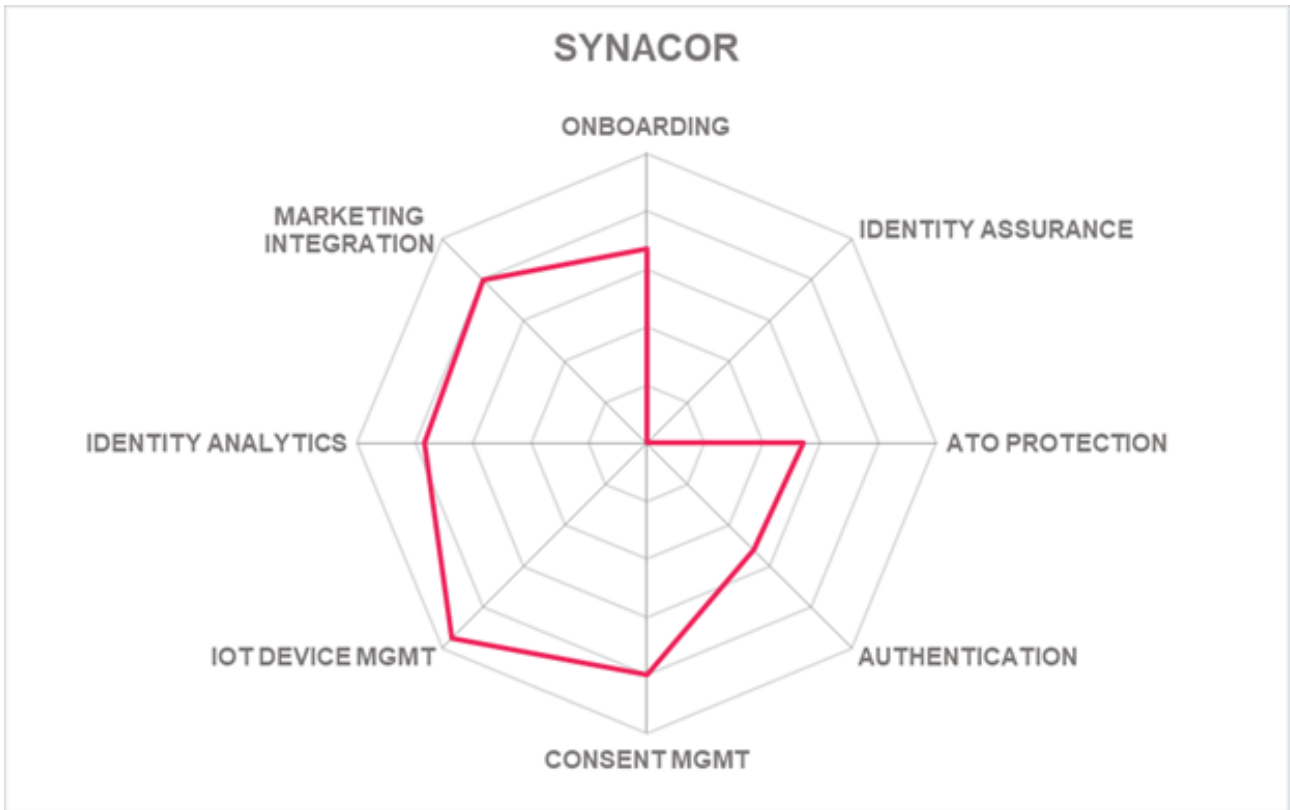 SYNACOR
ONBOARDING
MARKETING
INTEGRATION
IDENTITY ASSURANCE
IDENTITY ANALYTICS
ATO PROTECTION
IOT DEVICE MGMT
AUTHENTICATION
CONSENT MGMT